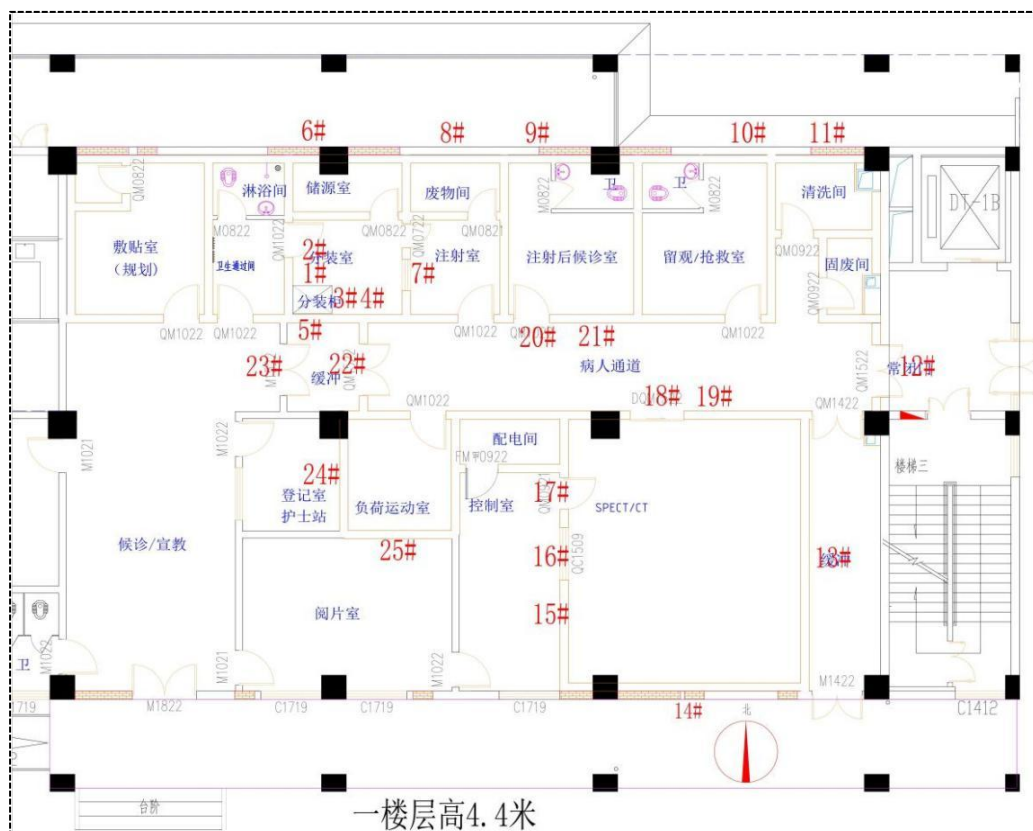 6#
8#
9#
10#
11#
QM0822
淋浴间
储源室
废物间
M0822
卫
卫
M0822
清洗间
DT-1B
M0822
QM1022
QM0822
QM0722
QM0821
QM0922
敷贴室
(规划)
卫生通过间
2#
分装室
1#
7#
注射室
注射后候诊室
留观/抢救室
固废间
分装柜
3#
4#
QM0922
QM1022
QM1022
5#
QM1022
QM1022
QM1022
20#
21#
23#
22#
缓冲
病人通道
QM1522
12#
18#
19#
QM1022
QM1422
M1021
M1022
配电间
FM甲0922
楼梯三
24#
登记室
护士站
负荷运动室
控制室
17#
SPECT/CT
候诊/宣教
25#
16#
QC1509
13#
缓冲
阅片室
15#
卫
M1022
M1021
M1022
M1422
1719
M1822
C1719
C1719
C1719
14#
北
C1412
台阶
一楼层高4.4米